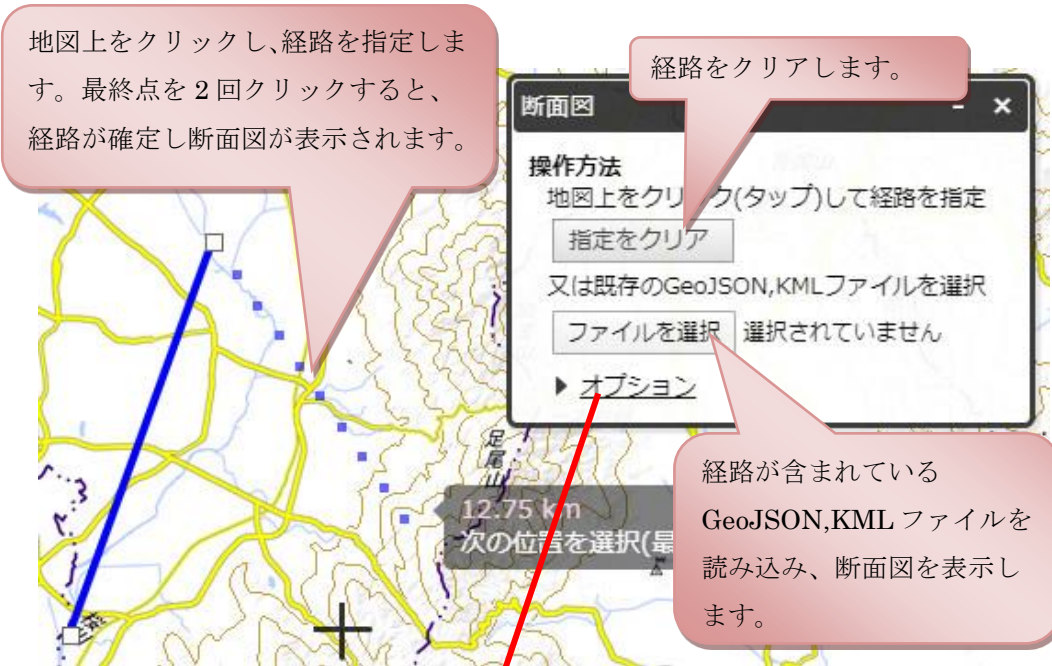 地図上をクリックし、経路を指定しま
す。最終点を2回クリックすると、
経路が確定し断面図が表示されます。
経路をクリアします。
断面図
操作方法
地図上をクリック(タップ)して経路を指定
指定をクリア
又は既存のGeoJSON,KMLファイルを選択
ファイルを選択 選択されていません
▶ オプション
足尾山
12.75 km
次の位置を選択(最
経路が含まれている
GeoJSON,KML ファイルを
読み込み、断面図を表示し
ます。